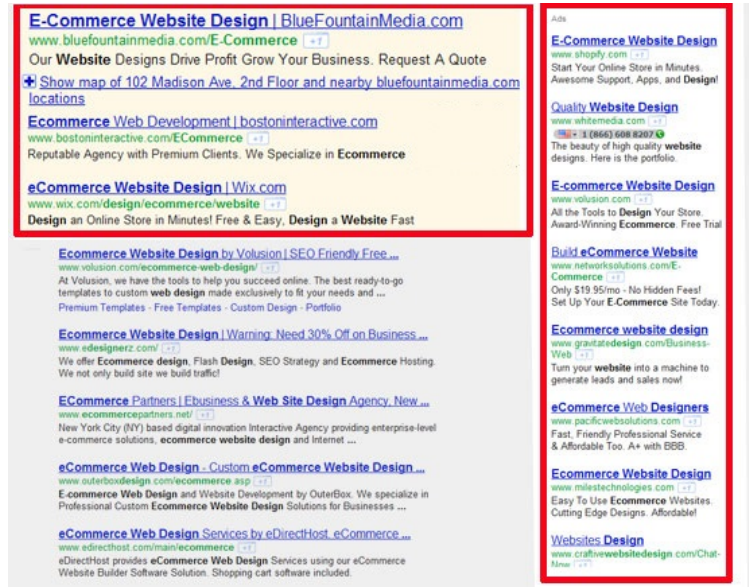 E-Commerce Website Design | BlueFountainMedia.com
www.bluefountainmedia.com/E-Commerce +1
Our Website Designs Drive Profit Grow Your Business. Request A Quote
Show map of 102 Madison Ave, 2nd Floor and nearby bluefountainmedia.com
locations
Ecommerce Web Development | bostoninteractive.com
www.bostoninteractive.com/ECommerce +1
Reputable Agency with Premium Clients. We Specialize in Ecommerce
eCommerce Website Design | Wix.com
www.wix.com/design/ecommerce/website +1
Design an Online Store in Minutes! Free & Easy, Design a Website Fast
Ecommerce Website Design by Volusion | SEO Friendly Free ...
www.volusion.com/ecommerce-web-design/ +1
At Volusion, we have the tools to help you succeed online. The best ready-to-go
templates to custom web design made exclusively to fit your needs and ...
Premium Templates - Free Templates - Custom Design - Portfolio
Ecommerce Website Design | Warning: Need 30% Off on Business ...
www.edesignerz.com/ +1
We offer Ecommerce design, Flash Design, SEO Strategy and Ecommerce Hosting.
We not only build site we build traffic!
ECommerce Partners | Ebusiness & Web Site Design Agency, New ...
www.ecommercepartners.net/ +1
New York City (NY) based digital innovation Interactive Agency providing enterprise-level
e-commerce solutions, ecommerce website design and Internet ...
eCommerce Web Design - Custom eCommerce Website Design ...
www.outerboxdesign.com/ecommerce.asp +1
E-commerce Web Design and Website Development by OuterBox. We specialize in
Professional Custom Ecommerce Website Design Solutions for Businesses ...
eCommerce Web Design Services by eDirectHost. eCommerce ...
www.edirecthost.com/main/ecommerce +1
eDirectHost provides eCommerce Web Design Services using our eCommerce
Website Builder Software Solution. Shopping cart software included.
Ads
E-Commerce Website Design
www.shopify.com +1
Start Your Online Store in Minutes.
Awesome Support, Apps, and Design!
Quality Website Design
www.whitemedia.com +1
1 (866) 608 8207
The beauty of high quality website
designs. Here is the portfolio.
E-commerce Website Design
www.volusion.com +1
All the Tools to Design Your Store.
Award-Winning Ecommerce. Free Trial
Build eCommerce Website
www.networksolutions.com/E-
Commerce +1
Only $19.95/mo - No Hidden Fees!
Set Up Your E-Commerce Site Today.
Ecommerce website design
www.gravitatedesign.com/Business-
Web +1
Turn your website into a machine to
generate leads and sales now!
eCommerce Web Designers
www.pacificwebsolutions.com +1
Fast, Friendly Professional Service
& Affordable Too. A+ with BBB.
Ecommerce Website Design
www.milestechnologies.com +1
Easy To Use Ecommerce Websites.
Cutting Edge Designs. Affordable!
Websites Design
www.craftivewebsitedesign.com/Chat-
Now +1